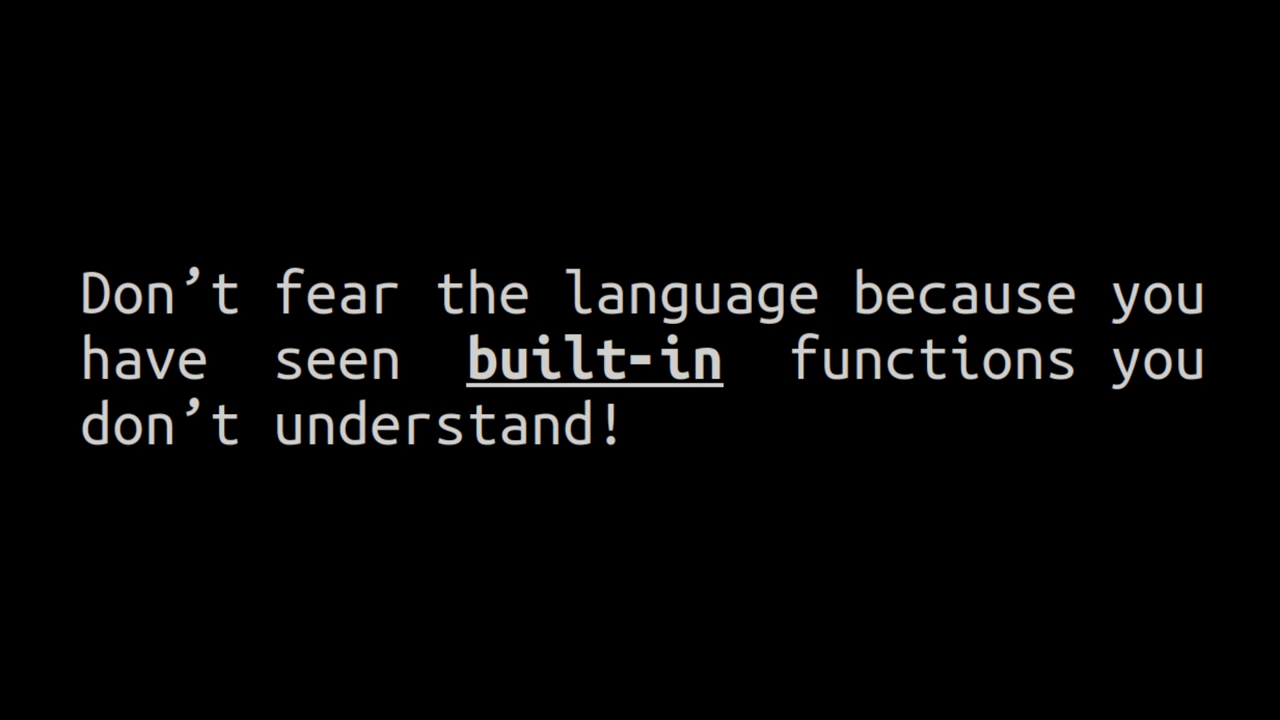 Don’t fear the language because you
have seen built-in functions you
don’t understand!